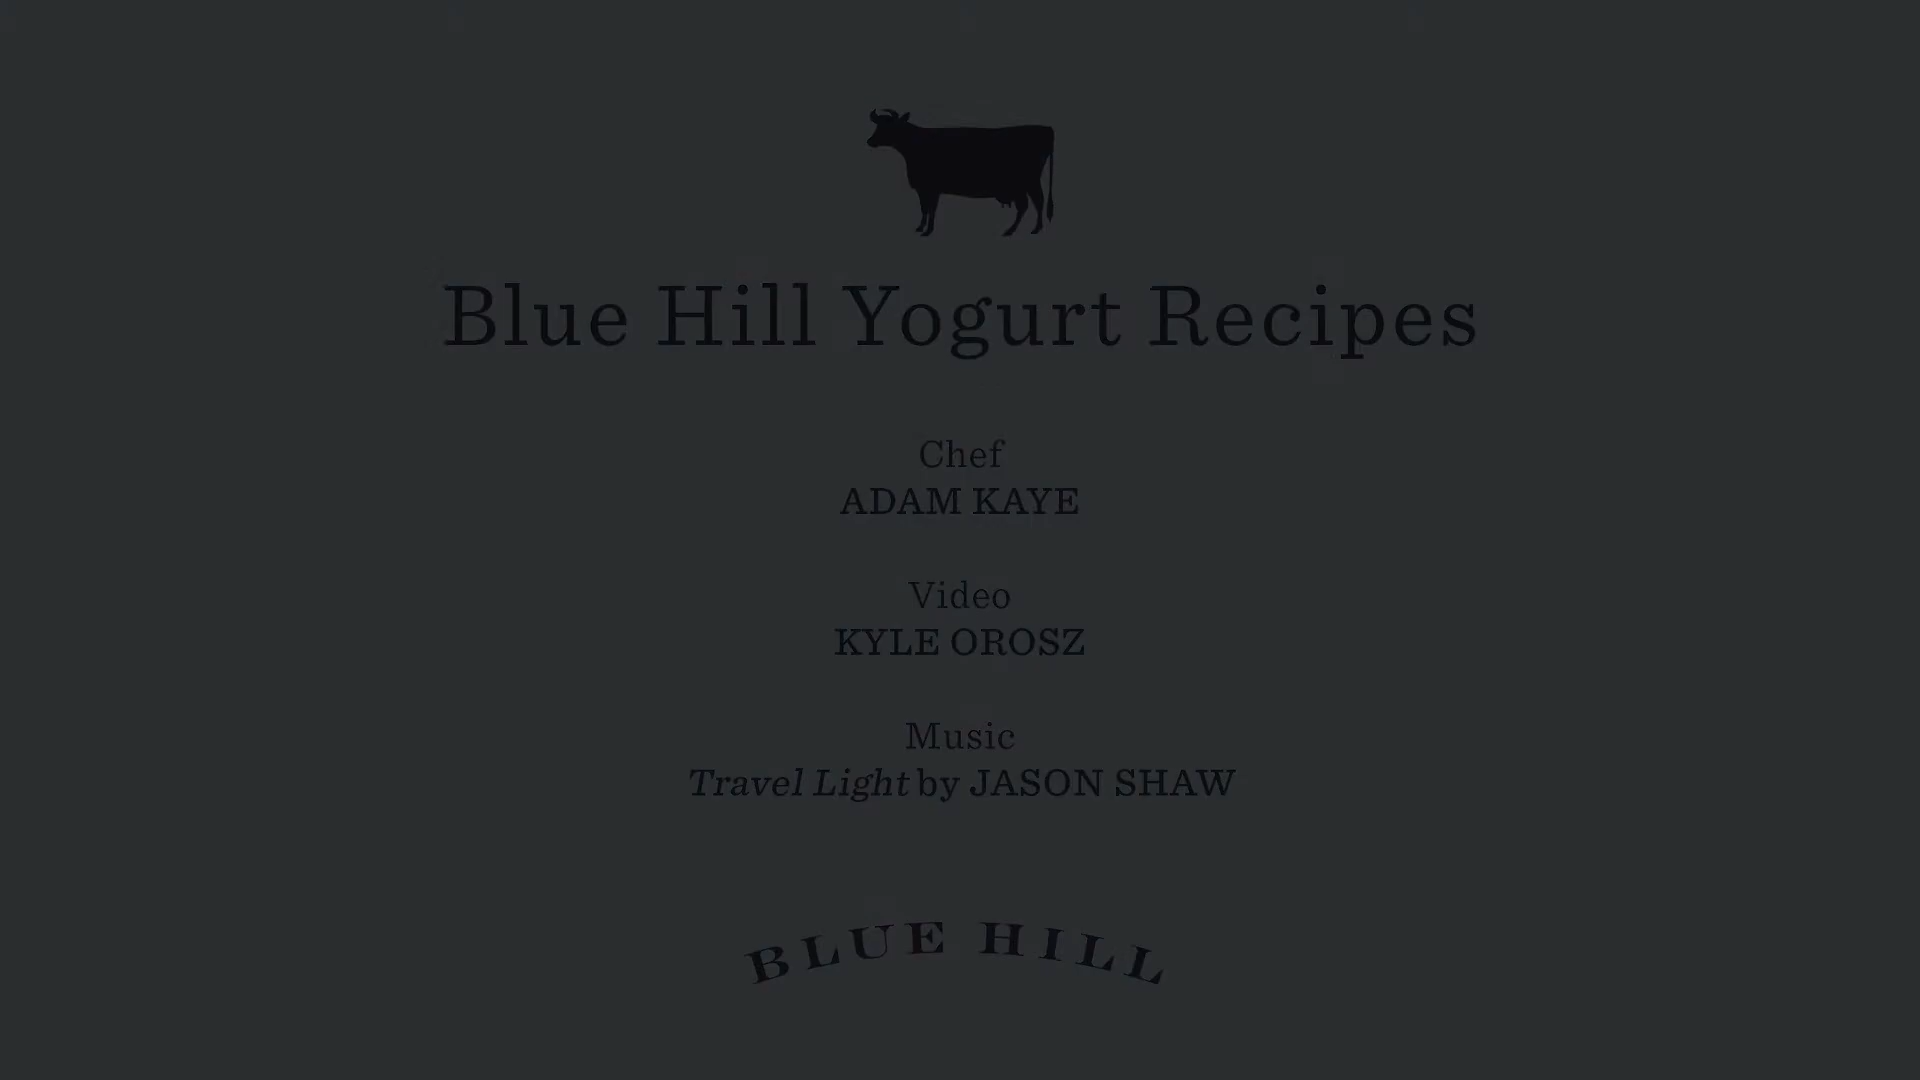 Blue Hill Yogurt Recipes
Chef
ADAM KAYE
Video
KYLE OROSZ
Music
Travel Light by JASON SHAW
BLUE HILL